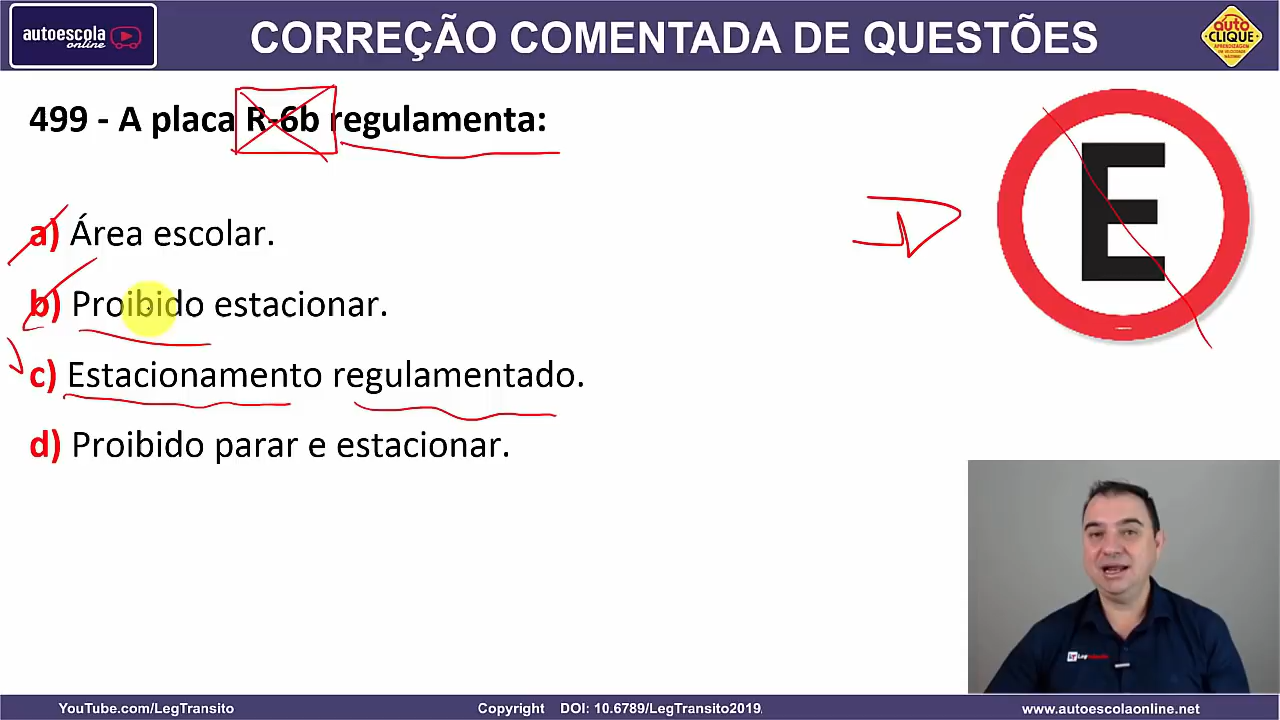 autoescola
online
CORREÇÃO COMENTADA DE QUESTÕES
auto
CLIQUE
499 - A placa R-6b regulamenta:
a) Área escolar.
b) Proibido estacionar.
c) Estacionamento regulamentado.
d) Proibido parar e estacionar.
E
YouTube.com/LegTransito
Copyright DOI: 10.6789/LegTransito2019.
www.autoescolaonline.net